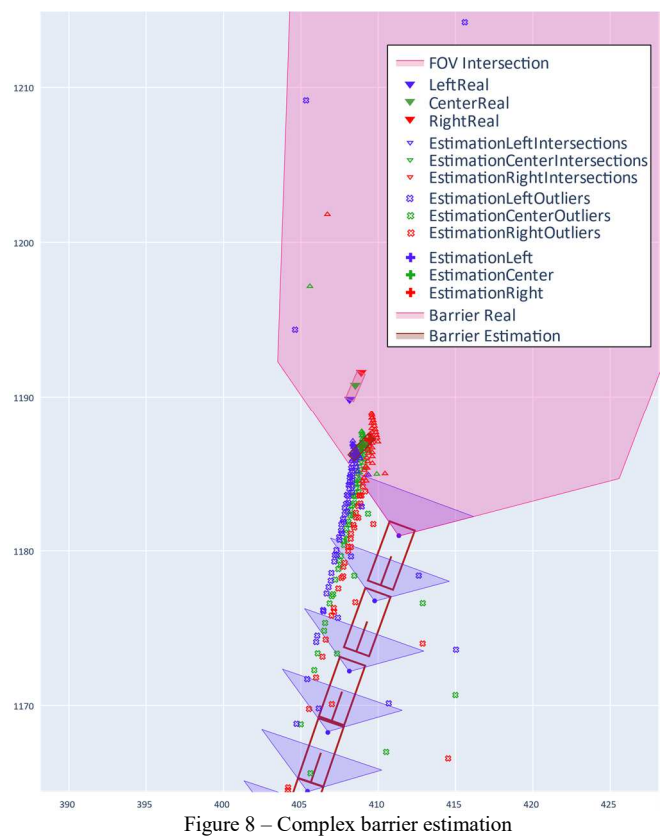 1210
1200
1190
1180
1170
390
395
400
405
410
415
420
425
FOV Intersection
LeftReal
CenterReal
RightReal
EstimationLeftIntersections
EstimationCenterIntersections
EstimationRightIntersections
EstimationLeftOutliers
EstimationCenterOutliers
EstimationRightOutliers
EstimationLeft
EstimationCenter
EstimationRight
Barrier Real
Barrier Estimation
Figure 8 – Complex barrier estimation